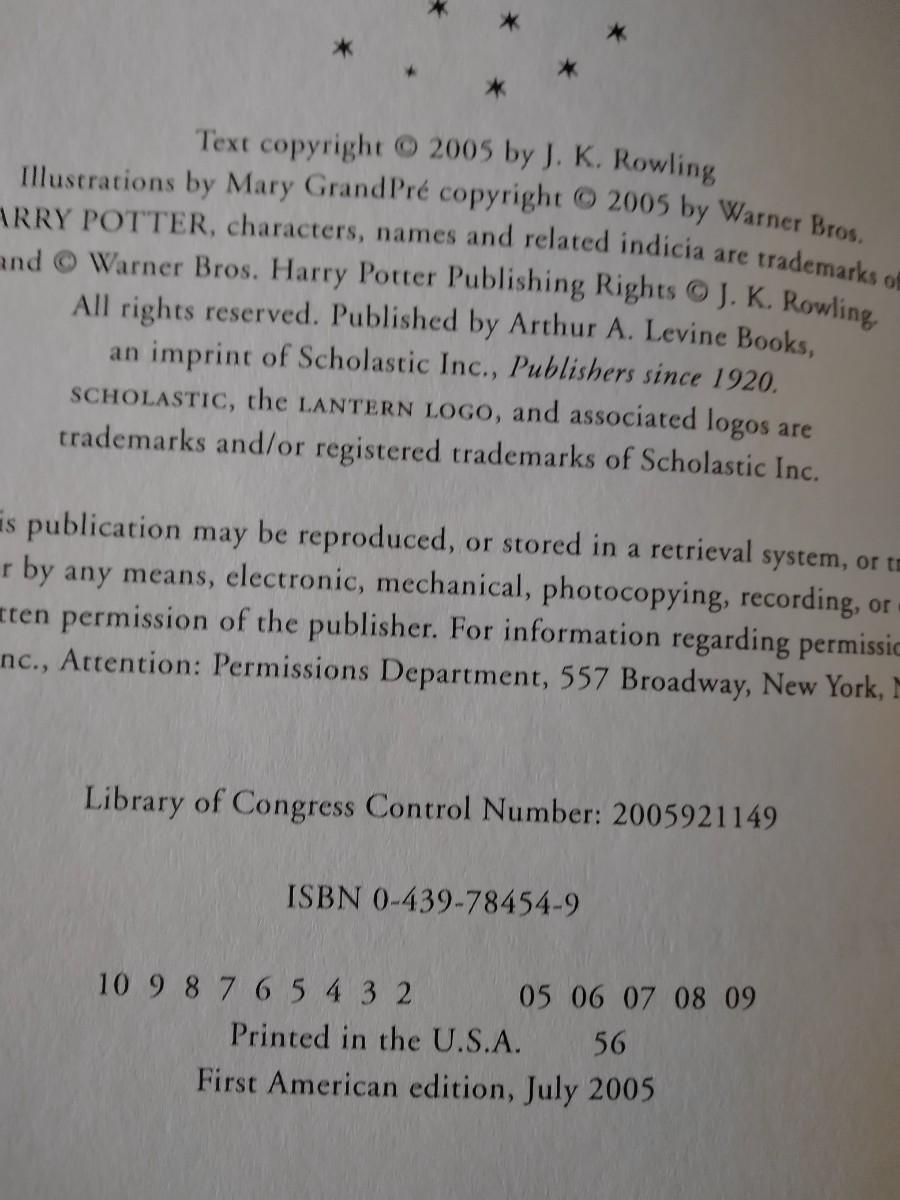 Text copyright © 2005 by J. K. Rowling
Illustrations by Mary GrandPré copyright © 2005 by Warner Bros.
ARRY POTTER, characters, names and related indicia are trademarks of
and © Warner Bros. Harry Potter Publishing Rights © J. K. Rowling.
All rights reserved. Published by Arthur A. Levine Books,
an imprint of Scholastic Inc., Publishers since 1920.
SCHOLASTIC, the LANTERN LOGO, and associated logos are
trademarks and/or registered trademarks of Scholastic Inc.
is publication may be reproduced, or stored in a retrieval system, or tr
r by any means, electronic, mechanical, photocopying, recording, or
tten permission of the publisher. For information regarding permissio
nc., Attention: Permissions Department, 557 Broadway, New York, N
Library of Congress Control Number: 2005921149
ISBN 0-439-78454-9
10 9 8 7 6 5 4 3 2 05 06 07 08 09
Printed in the U.S.A. 56
First American edition, July 2005